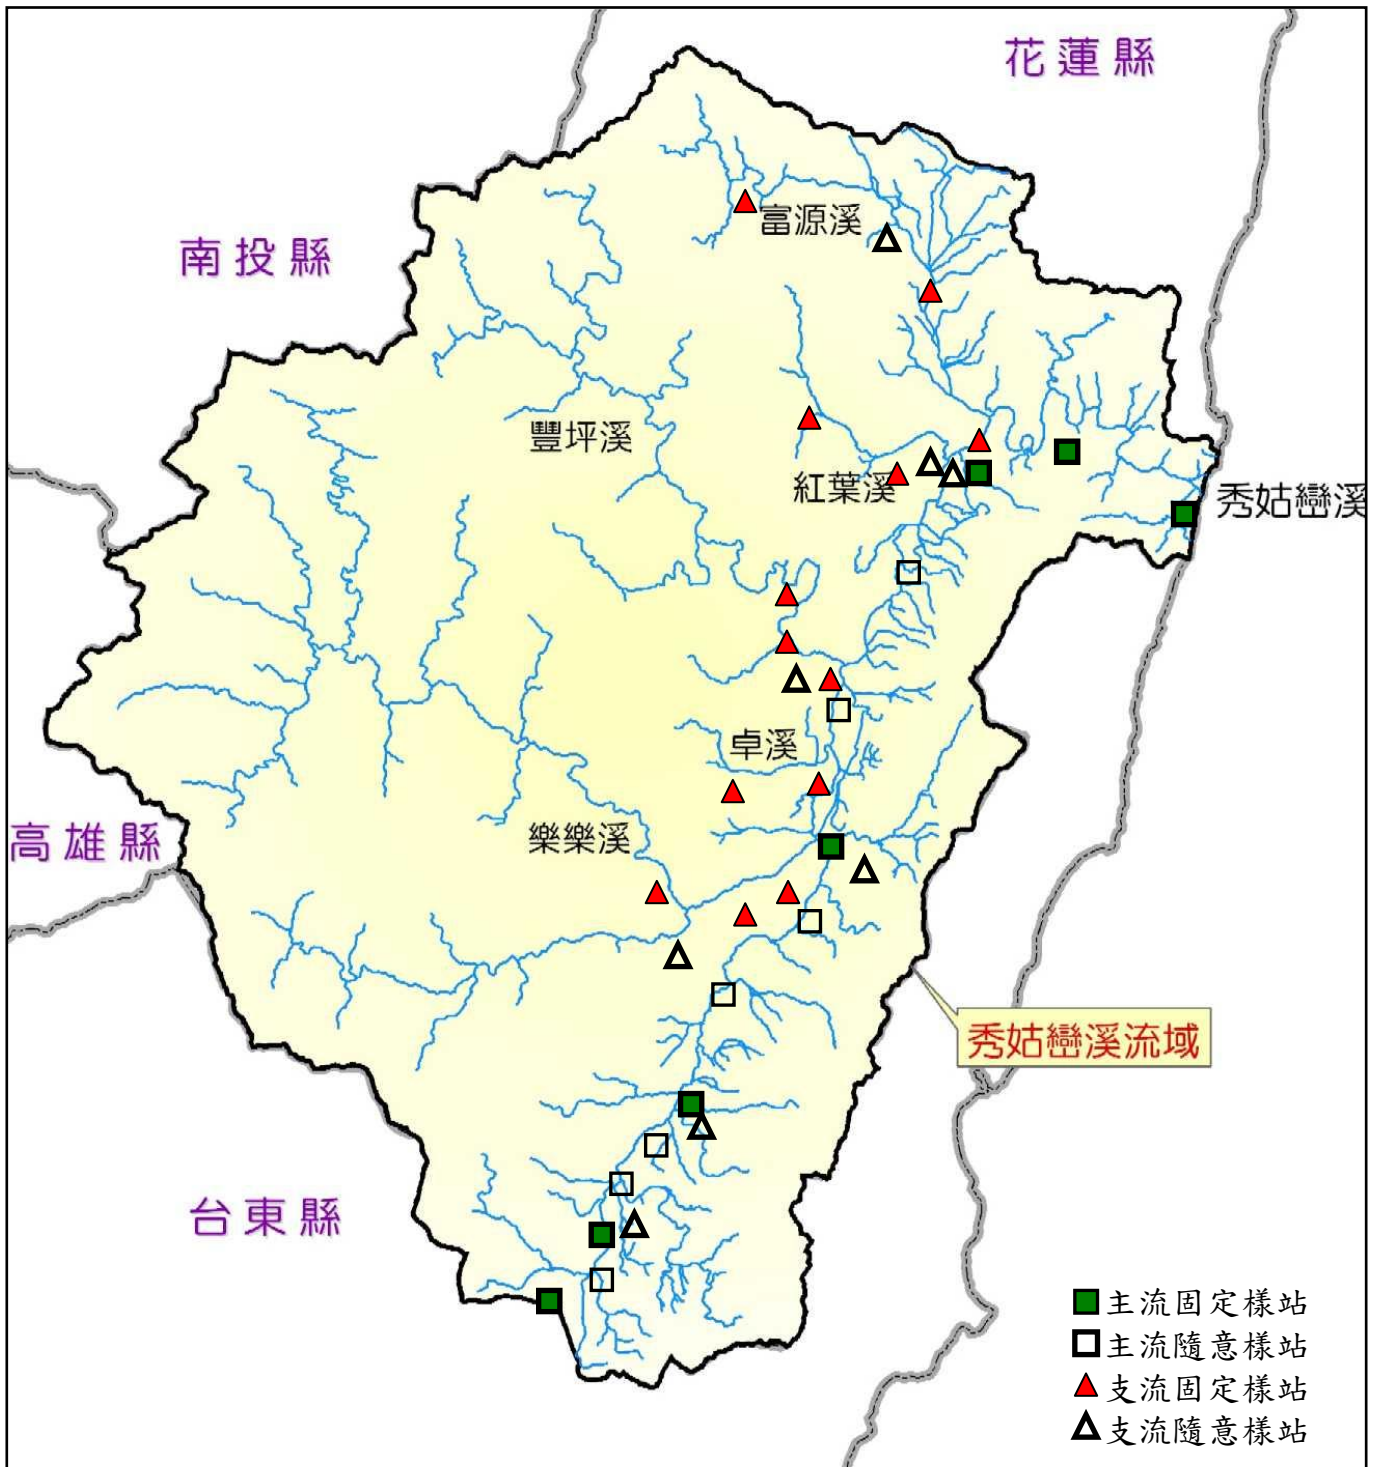 花蓮縣
富源溪
南投縣
豐坪溪
紅葉溪
秀姑巒溪
卓溪
高雄縣
樂樂溪
秀姑巒溪流域
台東縣
主流固定樣站
主流隨意樣站
支流固定樣站
支流隨意樣站